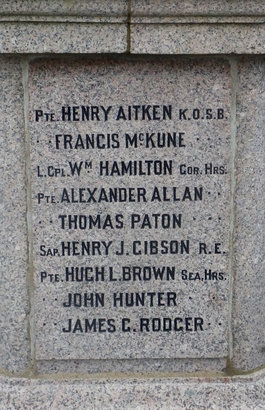 Pte. HENRY AITKEN K.O.S.B.
" FRANCIS McKUNE " "
L.Cpl. Wm HAMILTON Gor. Hrs.
Pte. ALEXANDER ALLAN " "
" THOMAS PATON " "
Sap. HENRY J. GIBSON R.E.
Pte. HUGH L. BROWN Sea. Hrs.
" JOHN HUNTER " "
" JAMES G. RODGER " "